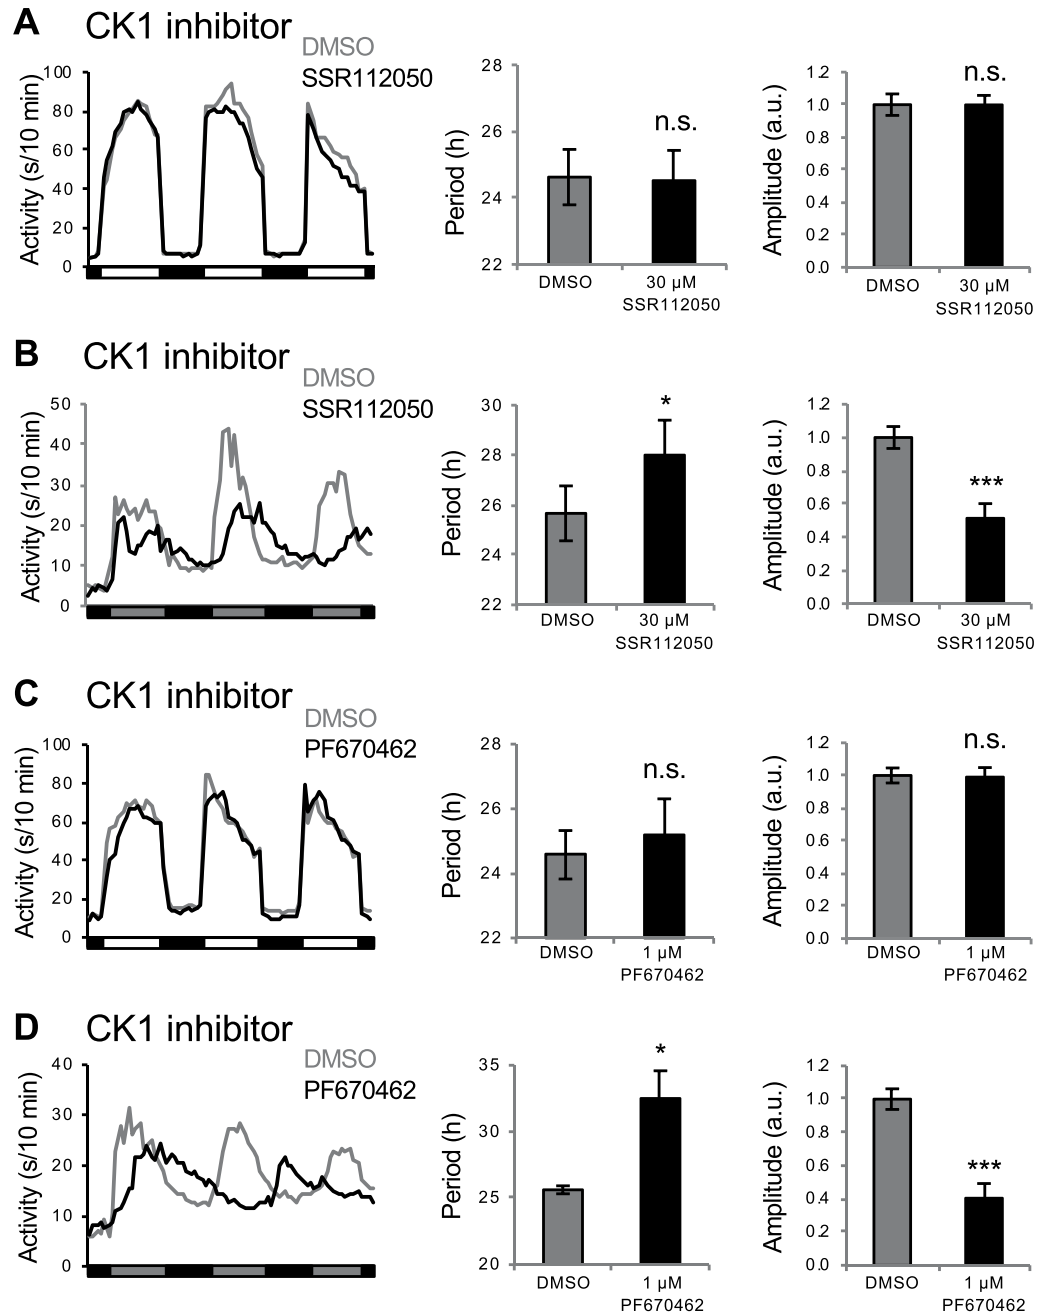 A CK1 inhibitor
DMSO
SSR112050
Activity (s/10 min)
100
80
60
40
20
0
Period (h)
28
26
24
22
n.s.
DMSO
30 µM
SSR112050
Amplitude (a.u.)
1.2
1.0
0.8
0.6
0.4
0.2
0.0
n.s.
DMSO
30 µM
SSR112050
B CK1 inhibitor
DMSO
SSR112050
Activity (s/10 min)
50
40
30
20
10
0
Period (h)
30
28
26
24
22
*
DMSO
30 µM
SSR112050
Amplitude (a.u.)
1.2
1.0
0.8
0.6
0.4
0.2
0.0
***
DMSO
30 µM
SSR112050
C CK1 inhibitor
DMSO
PF670462
Activity (s/10 min)
100
80
60
40
20
0
Period (h)
28
26
24
22
n.s.
DMSO
1 µM
PF670462
Amplitude (a.u.)
1.2
1.0
0.8
0.6
0.4
0.2
0.0
n.s.
DMSO
1 µM
PF670462
D CK1 inhibitor
DMSO
PF670462
Activity (s/10 min)
40
30
20
10
0
Period (h)
35
30
25
20
*
DMSO
1 µM
PF670462
Amplitude (a.u.)
1.2
1.0
0.8
0.6
0.4
0.2
0.0
***
DMSO
1 µM
PF670462